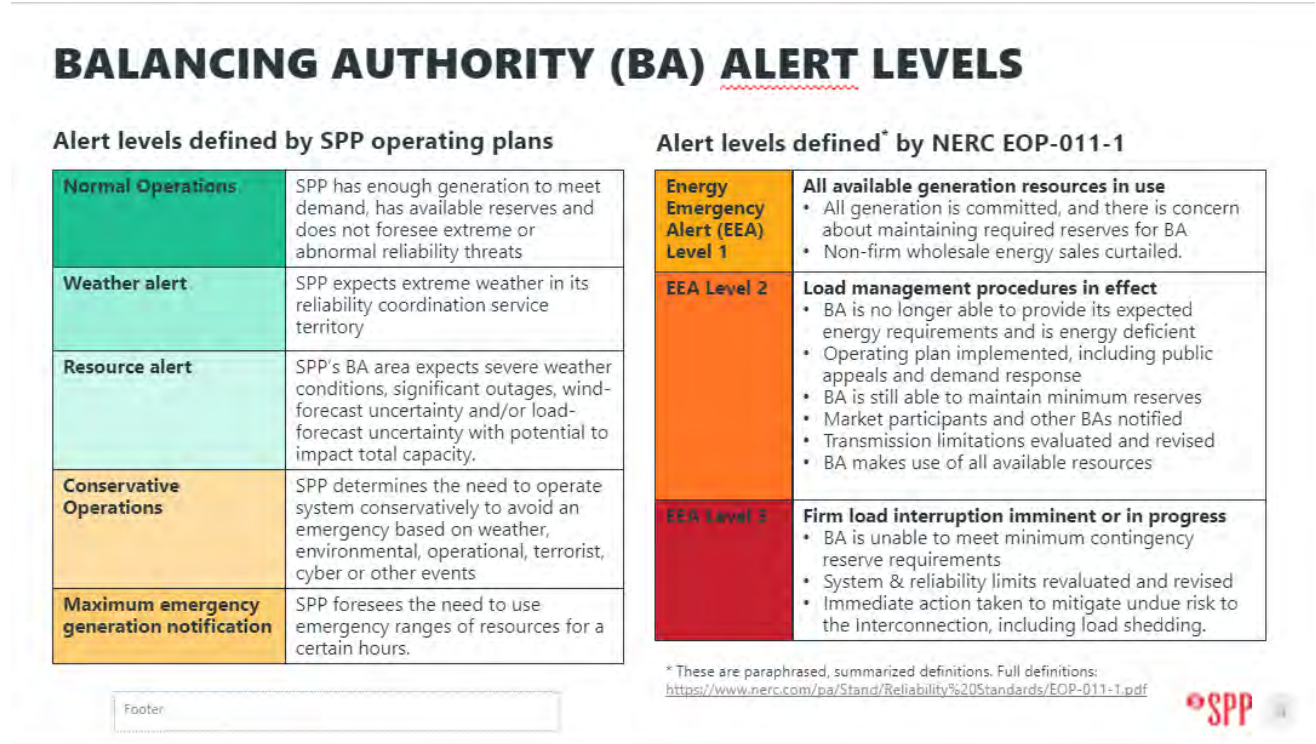 BALANCING AUTHORITY (BA) ALERT LEVELS
Alert levels defined by SPP operating plans
Normal Operations
SPP has enough generation to meet
demand, has available reserves and
does not foresee extreme or
abnormal reliability threats
Weather alert
SPP expects extreme weather in its
reliability coordination service
territory
Resource alert
SPP's BA area expects severe weather
conditions, significant outages, wind-
forecast uncertainty and/or load-
forecast uncertainty with potential to
impact total capacity.
Conservative
Operations
SPP determines the need to operate
system conservatively to avoid an
emergency based on weather,
environmental, operational, terrorist,
cyber or other events
Maximum emergency
generation notification
SPP foresees the need to use
emergency ranges of resources for a
certain hours.
Alert levels defined* by NERC EOP-011-1
Energy
Emergency
Alert (EEA)
Level 1
All available generation resources in use
• All generation is committed, and there is concern
about maintaining required reserves for BA
• Non-firm wholesale energy sales curtailed.
EEA Level 2
Load management procedures in effect
• BA is no longer able to provide its expected
energy requirements and is energy deficient
• Operating plan implemented, including public
appeals and demand response
• BA is still able to maintain minimum reserves
• Market participants and other BAs notified
• Transmission limitations evaluated and revised
• BA makes use of all available resources
EEA Level 3
Firm load interruption imminent or in progress
• BA is unable to meet minimum contingency
reserve requirements
• System & reliability limits revaluated and revised
• Immediate action taken to mitigate undue risk to
the Interconnection, including load shedding.
* These are paraphrased, summarized definitions. Full definitions:
https://www.nerc.com/pa/Stand/Reliability%20Standards/EOP-011-1.pdf
Footer
SPP